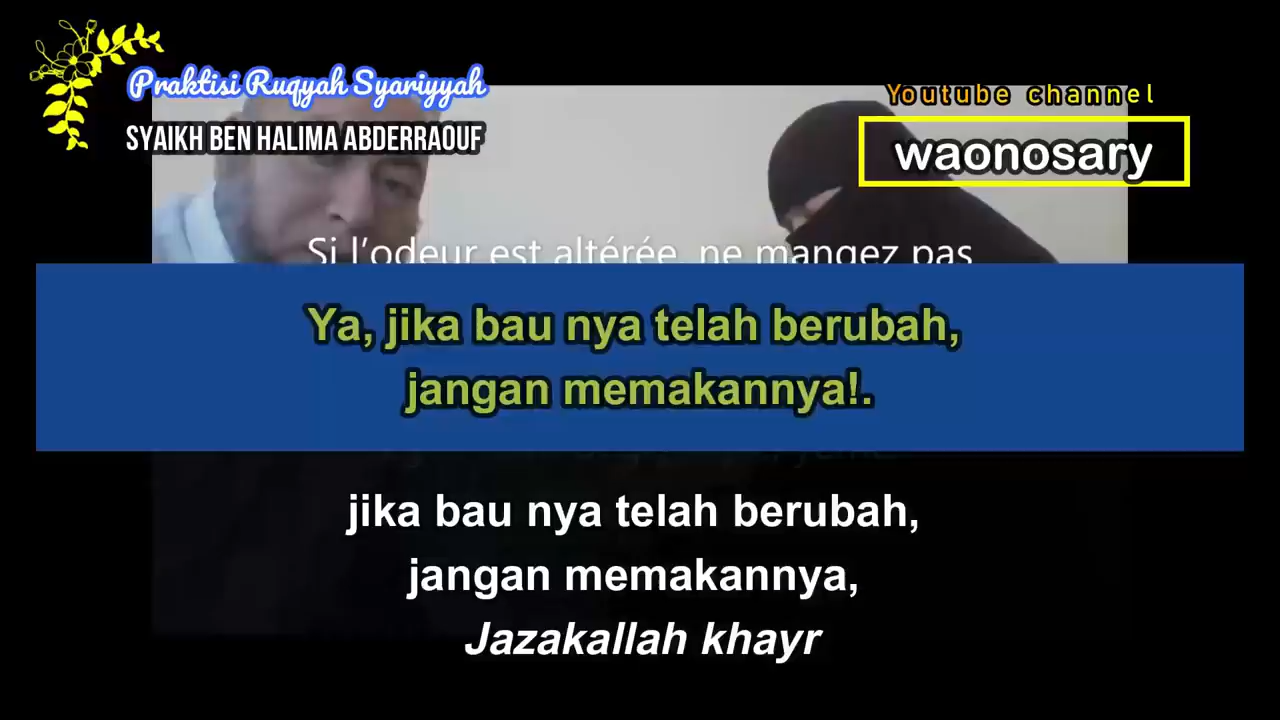 Praktisi Ruqyah Syariyyah
SYAIKH BEN HALIMA ABDERRAOUF
Youtube channel
waonosary
Si l'odeur est altérée, ne mangez pas
Ya, jika bau nya telah berubah,
jangan memakannya!.
jika bau nya telah berubah,
jangan memakannya,
Jazakallah khayr